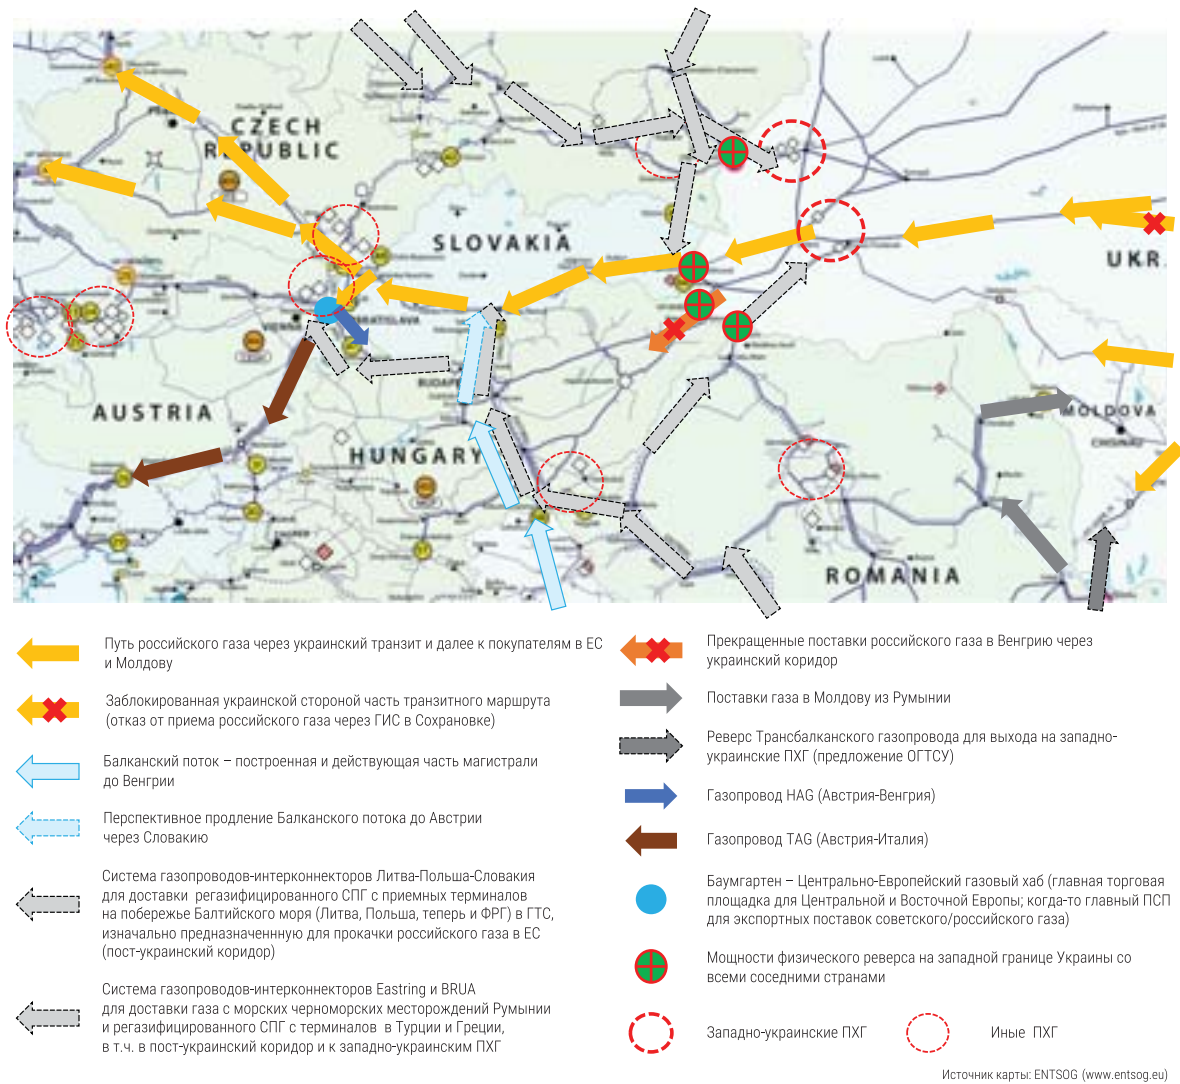 CZECH
REPUBLIC
SLOVAKIA
UKR
VIENNA
BRATISLAVA
AUSTRIA
HUNGARY
MOLDOVA
CHISINAU
ROMANIA
Путь российского газа через украинский транзит и далее к покупателям в ЕС
и Молдову
Заблокированная украинской стороной часть транзитного маршрута
(отказ от приема российского газа через ГИС в Сохрановке)
Балканский поток – построенная и действующая часть магистрали
до Венгрии
Перспективное продление Балканского потока до Австрии
через Словакию
Система газопроводов-интерконнекторов Литва-Польша-Словакия
для доставки регазифицированного СПГ с приемных терминалов
на побережье Балтийского моря (Литва, Польша, теперь и ФРГ) в ГТС,
изначально предназначеннную для прокачки российского газа в ЕС
(пост-украинский коридор)
Система газопроводов-интерконнекторов Eastring и BRUA
для доставки газа с морских черноморских месторождений Румынии
и регазифицированного СПГ с терминалов в Турции и Греции,
в т.ч. в пост-украинский коридор и к западно-украинским ПХГ
Прекращенные поставки российского газа в Венгрию через
украинский коридор
Поставки газа в Молдову из Румынии
Реверс Трансбалканского газопровода для выхода на западно-
украинские ПХГ (предложение ОГТСУ)
Газопровод HAG (Австрия-Венгрия)
Газопровод TAG (Австрия-Италия)
Баумгартен – Центрально-Европейский газовый хаб (главная торговая
площадка для Центральной и Восточной Европы; когда-то главный ПСП
для экспортных поставок советского/российского газа)
Мощности физического реверса на западной границе Украины со
всеми соседними странами
Западно-украинские ПХГ
Иные ПХГ
Источник карты: ENTSOG (www.entsog.eu)